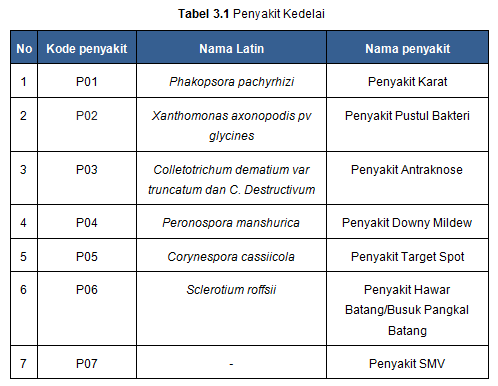 Tabel 3.1 Penyakit Kedelai
No Kode penyakit Nama Latin Nama penyakit
1 P01 Phakopsora pachyrhizi Penyakit Karat
2 P02 Xanthomonas axonopodis pv Penyakit Pustul Bakteri
glycines
3 P03 Colletotrichum dematium var Penyakit Antraknose
truncatum dan C. Destructivum
4 P04 Peronospora manshurica Penyakit Downy Mildew
5 P05 Corynespora cassiicola Penyakit Target Spot
6 P06 Sclerotium roffsii Penyakit Hawar
Batang/Busuk Pangkal
Batang
7 P07 - Penyakit SMV